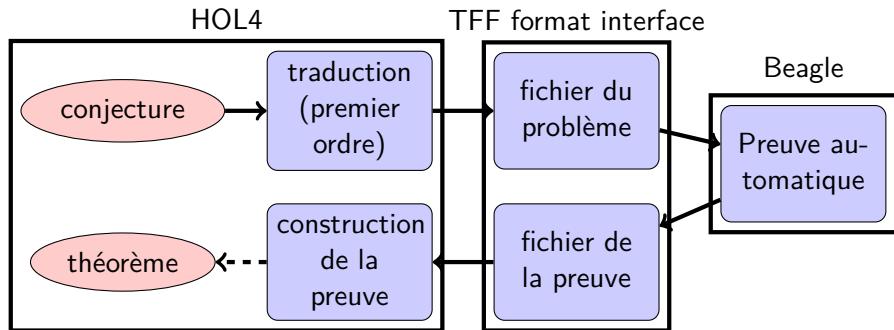 HOL4
TFF format interface
Beagle
conjecture
traduction
(premier
ordre)
fichier du
problème
Preuve au-
tomatique
théorème
construction
de la
preuve
fichier de
la preuve